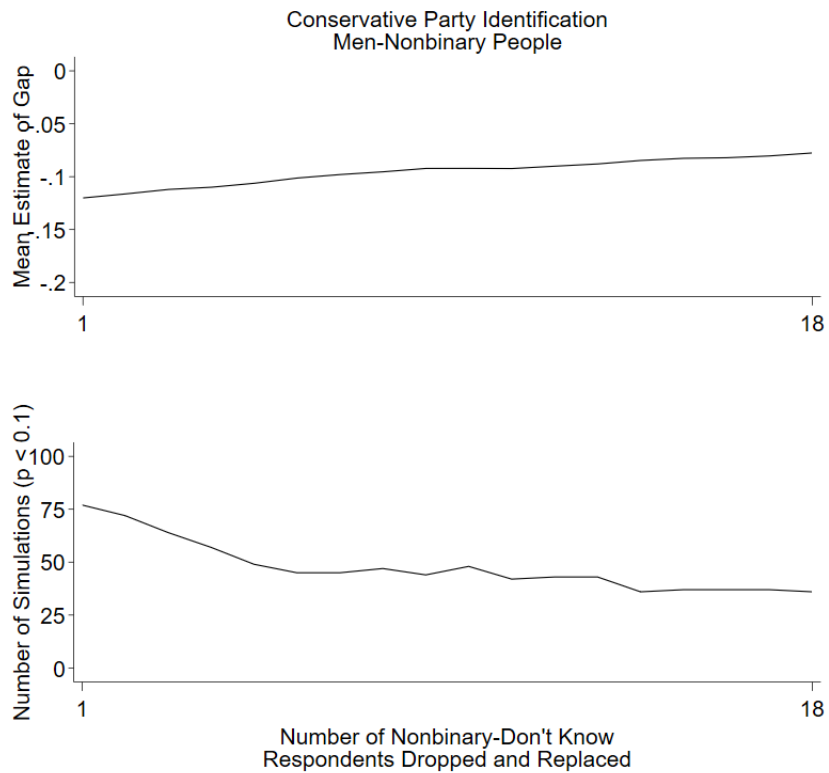 Conservative Party Identification
Men-Nonbinary People
Mean Estimate of Gap
0
-.05
-.1
-.15
-.2
1
18
Number of Simulations (p < 0.1)
100
75
50
25
0
1
18
Number of Nonbinary-Don't Know
Respondents Dropped and Replaced